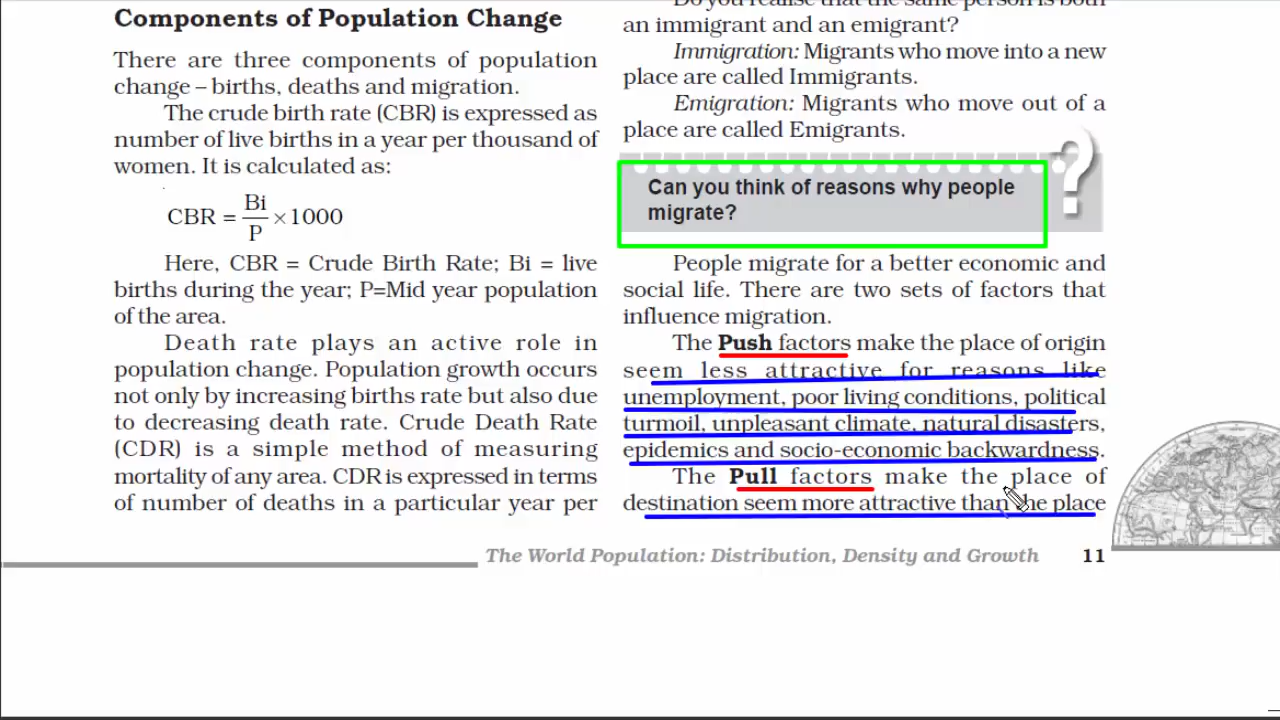 Components of Population Change
There are three components of population
change – births, deaths and migration.
The crude birth rate (CBR) is expressed as
number of live births in a year per thousand of
women. It is calculated as:
CBR = Bi/P ×1000
Here, CBR = Crude Birth Rate; Bi = live
births during the year; P=Mid year population
of the area.
Death rate plays an active role in
population change. Population growth occurs
not only by increasing births rate but also due
to decreasing death rate. Crude Death Rate
(CDR) is a simple method of measuring
mortality of any area. CDR is expressed in terms
of number of deaths in a particular year per
Do you realise that the same person is both
an immigrant and an emigrant?
Immigration: Migrants who move into a new
place are called Immigrants.
Emigration: Migrants who move out of a
place are called Emigrants.
Can you think of reasons why people
migrate?
?
People migrate for a better economic and
social life. There are two sets of factors that
influence migration.
The Push factors make the place of origin
seem less attractive for reasons like
unemployment, poor living conditions, political
turmoil, unpleasant climate, natural disasters,
epidemics and socio-economic backwardness.
The Pull factors make the place of
destination seem more attractive than the place
The World Population: Distribution, Density and Growth 11